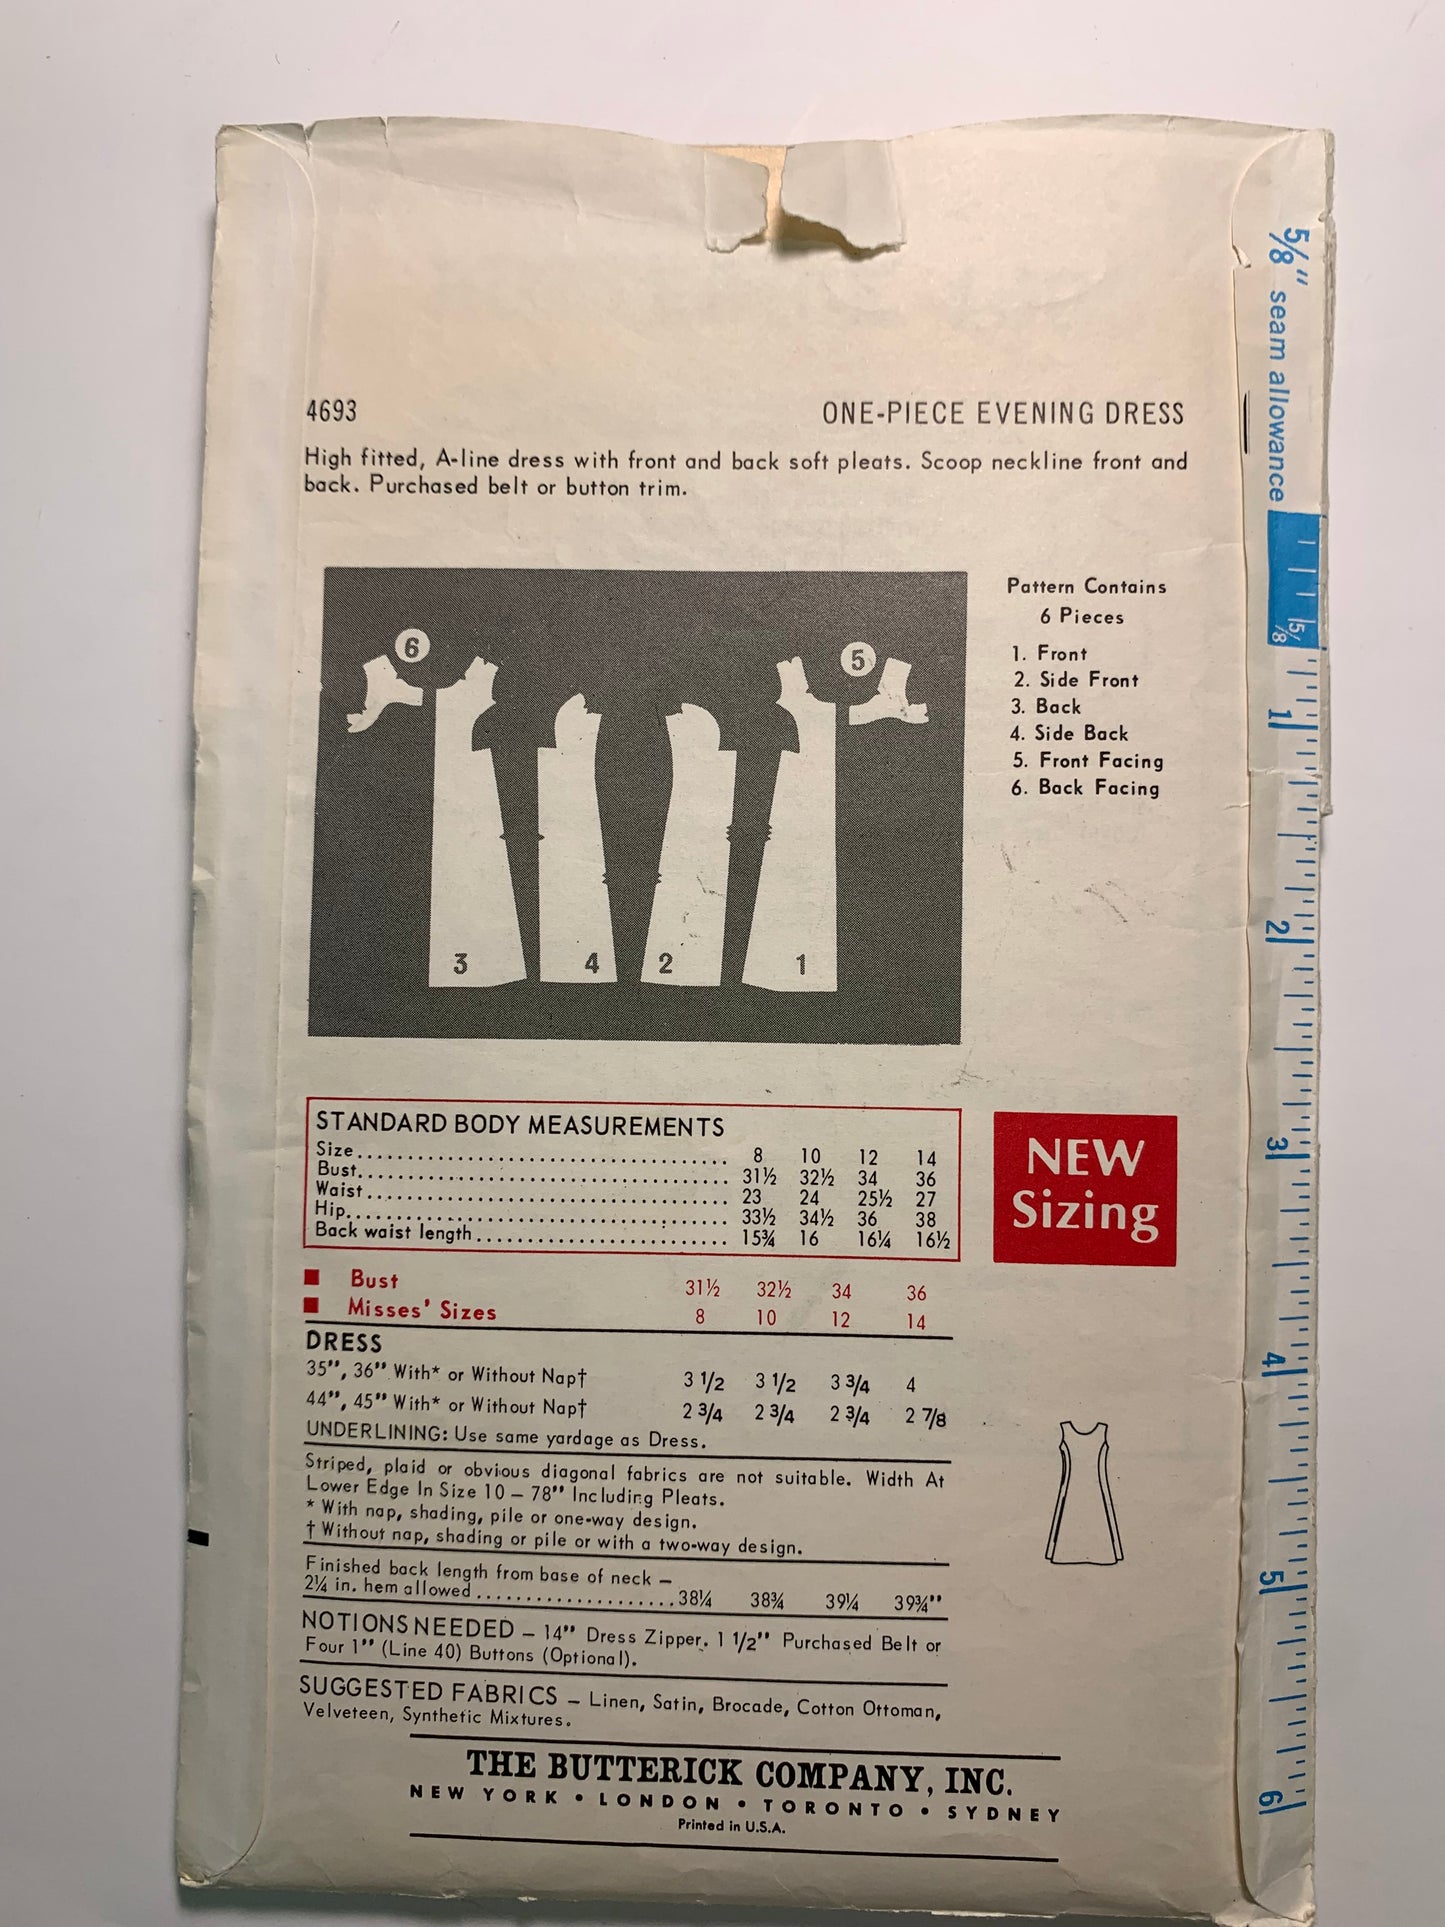 4693 ONE-PIECE EVENING DRESS
High fitted, A-line dress with front and back soft pleats. Scoop neckline front and
back. Purchased belt or button trim.
6
5
3
4
2
1
Pattern Contains
6 Pieces
1. Front
2. Side Front
3. Back
4. Side Back
5. Front Facing
6. Back Facing
STANDARD BODY MEASUREMENTS
Size 8 10 12 14
Bust 31½ 32½ 34 36
Waist 23 24 25½ 27
Hip 33½ 34½ 36 38
Back waist length 15¾ 16 16¼ 16½
NEW
Sizing
■ Bust 31½ 32½ 34 36
■ Misses' Sizes 8 10 12 14
DRESS
35", 36" With* or Without Nap† 3 1/2 3 1/2 3 3/4 4
44", 45" With* or Without Nap† 2 3/4 2 3/4 2 3/4 2 7/8
UNDERLINING: Use same yardage as Dress.
Striped, plaid or obvious diagonal fabrics are not suitable. Width At
Lower Edge In Size 10 – 78" Including Pleats.
* With nap, shading, pile or one-way design.
† Without nap, shading or pile or with a two-way design.
Finished back length from base of neck –
2¼ in. hem allowed 38¼ 38¾ 39¼ 39¾"
NOTIONS NEEDED – 14" Dress Zipper. 1 1/2" Purchased Belt or
Four 1" (Line 40) Buttons (Optional).
SUGGESTED FABRICS – Linen, Satin, Brocade, Cotton Ottoman,
Velveteen, Synthetic Mixtures.
THE BUTTERICK COMPANY, INC.
NEW YORK • LONDON • TORONTO • SYDNEY
Printed in U.S.A.
5/8" seam allowance
5/8
1
2
3
4
5
6